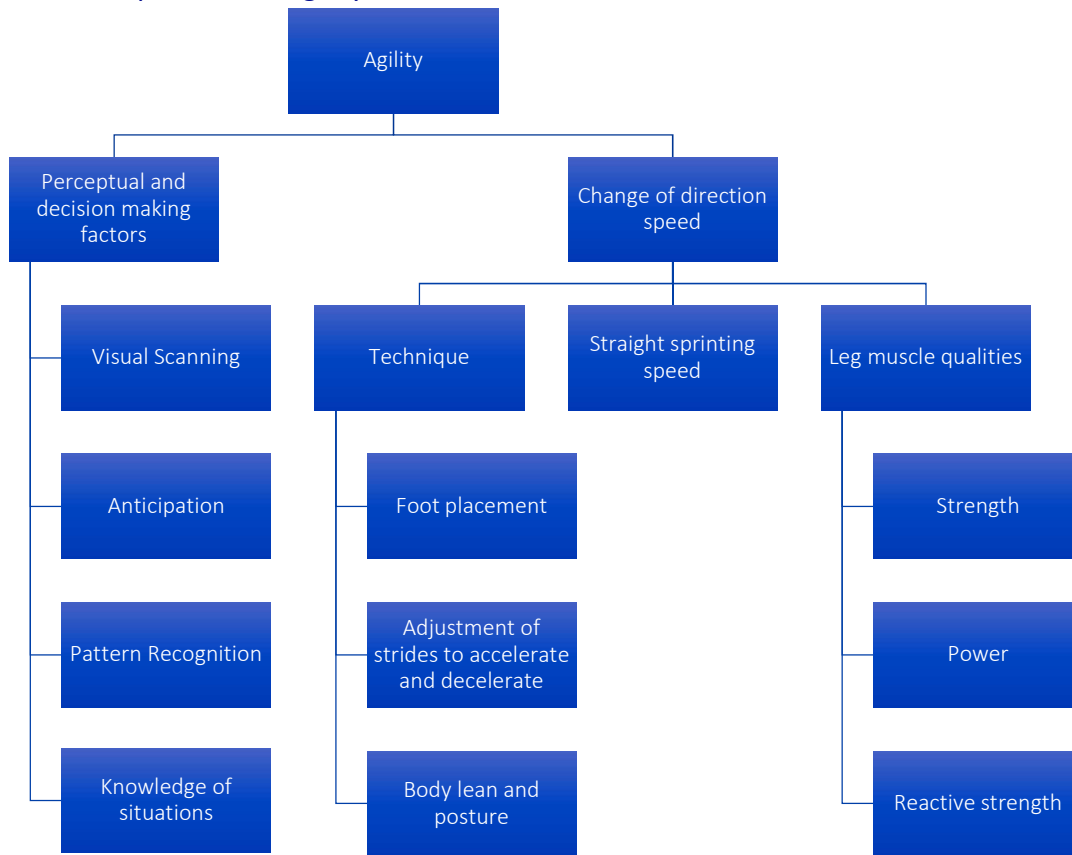 Agility
Perceptual and
decision making
factors
Change of direction
speed
Visual Scanning
Technique
Straight sprinting
speed
Leg muscle qualities
Anticipation
Foot placement
Strength
Pattern Recognition
Adjustment of
strides to accelerate
and decelerate
Power
Knowledge of
situations
Body lean and
posture
Reactive strength